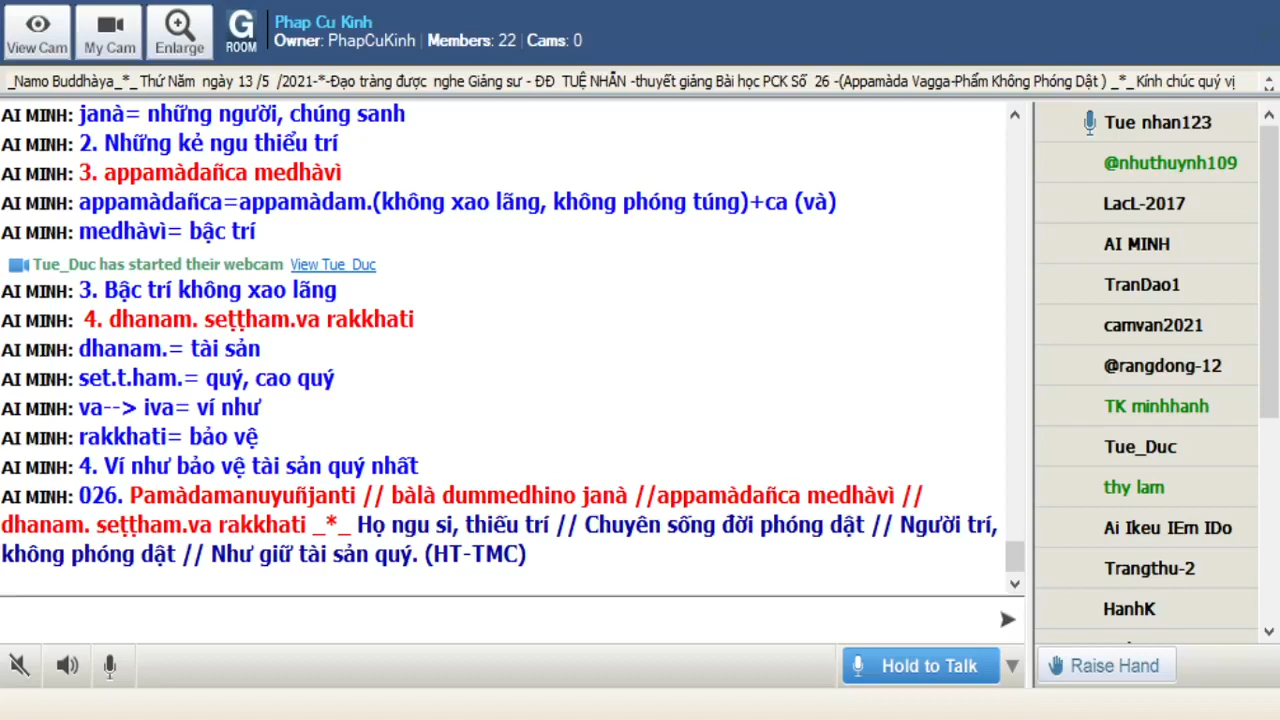 View Cam
My Cam
Enlarge
G
ROOM
Phap Cu Kinh
Owner: PhapCuKinh | Members: 22 | Cams: 0
_Namo Buddhàya_*_ Thứ Năm ngày 13 /5 /2021-*-Đạo tràng được nghe Giảng sư - ĐĐ TUỆ NHẪN -thuyết giảng Bài học PCK Số 26 -(Appamàda Vagga-Phẩm Không Phóng Dật ) _*_ Kính chúc quý vị
AI MINH: janà= những người, chúng sanh
AI MINH: 2. Những kẻ ngu thiểu trí
AI MINH: 3. appamàdañca medhàvì
AI MINH: appamàdañca=appamàdam.(không xao lãng, không phóng túng)+ca (và)
AI MINH: medhàvì= bậc trí
Tue_Duc has started their webcam View Tue_Duc
AI MINH: 3. Bậc trí không xao lãng
AI MINH: 4. dhanam. seṭṭham.va rakkhati
AI MINH: dhanam.= tài sản
AI MINH: set.t.ham.= quý, cao quý
AI MINH: va--> iva= ví như
AI MINH: rakkhati= bảo vệ
AI MINH: 4. Ví như bảo vệ tài sản quý nhất
AI MINH: 026. Pamàdamanuyuñjanti // bàlà dummedhino janà //appamàdañca medhàvì //
dhanam. seṭṭham.va rakkhati _*_ Họ ngu si, thiếu trí // Chuyên sống đời phóng dật // Người trí,
không phóng dật // Như giữ tài sản quý. (HT-TMC)
Tue nhan123
@nhuthuynh109
LacL-2017
AI MINH
TranDao1
camvan2021
@rangdong-12
TK minhhanh
Tue_Duc
thy lam
Ai Ikeu IEm IDo
Trangthu-2
HanhK
Hold to Talk
Raise Hand